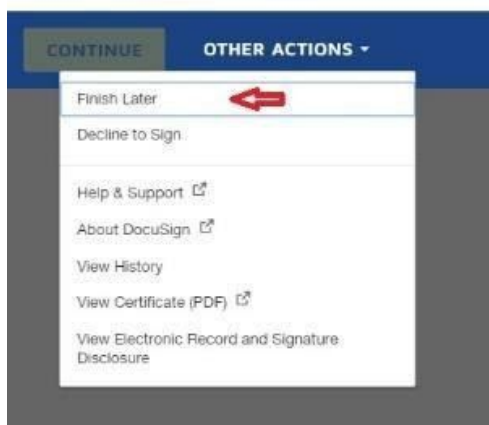 CONTINUE OTHER ACTIONS
Finish Later
Decline to Sign
Help & Support
About DocuSign
View History
View Certificate (PDF)
View Electronic Record and Signature
Disclosure